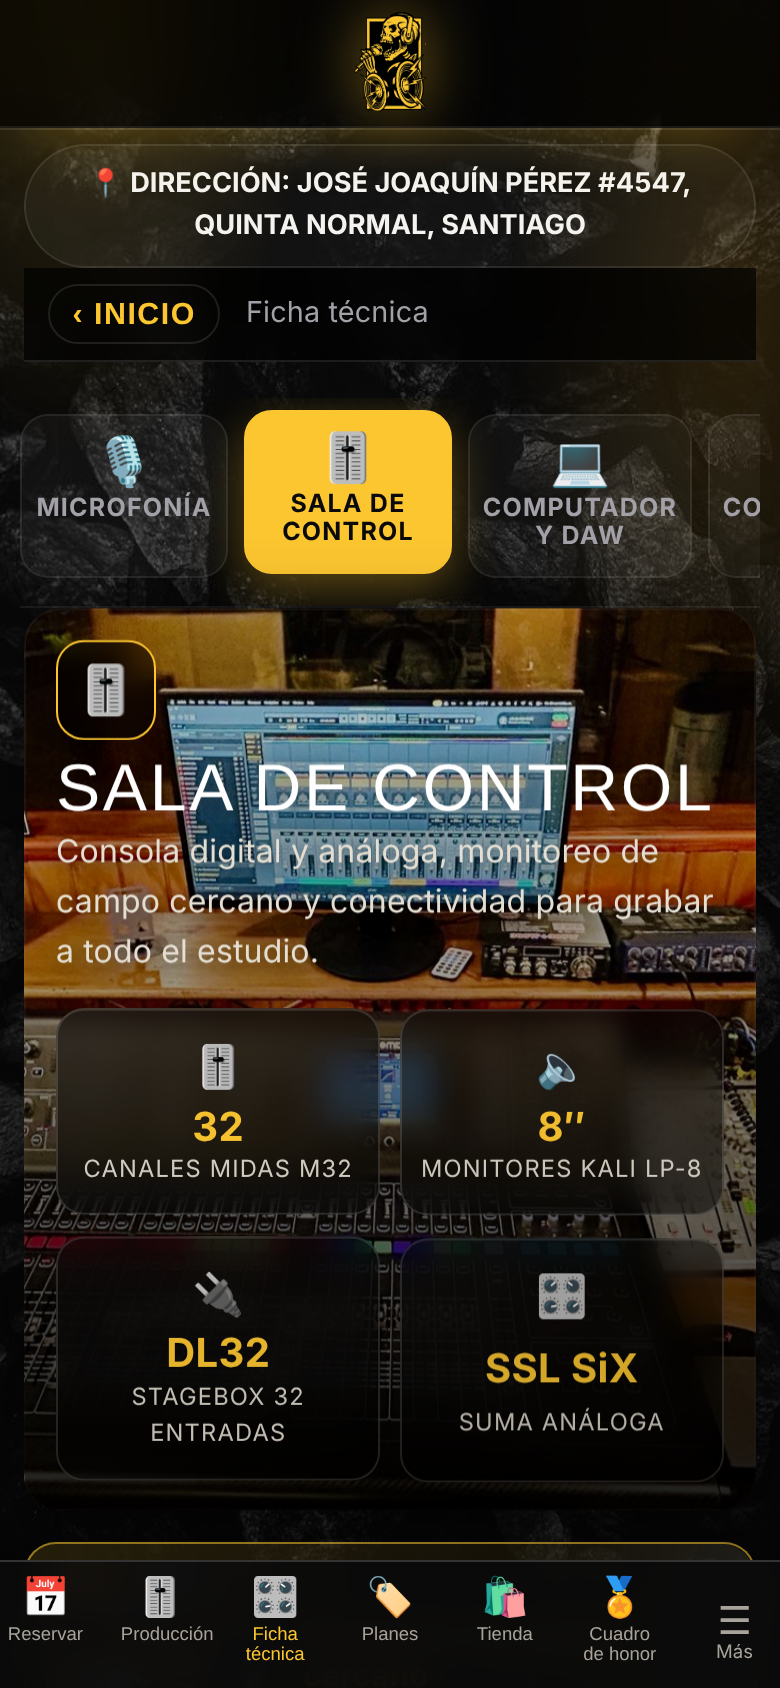 📍 DIRECCIÓN: JOSÉ JOAQUÍN PÉREZ #4547,
QUINTA NORMAL, SANTIAGO
‹ INICIO
Ficha técnica
MICROFONÍA
SALA DE
CONTROL
COMPUTADOR
Y DAW
CO
SALA DE CONTROL
Consola digital y análoga, monitoreo de
campo cercano y conectividad para grabar
a todo el estudio.
32
CANALES MIDAS M32
8″
MONITORES KALI LP-8
DL32
STAGEBOX 32
ENTRADAS
SSL SiX
SUMA ANÁLOGA
July
17
Reservar
Producción
Ficha
técnica
Planes
Tienda
Cuadro
de honor
☰
Más